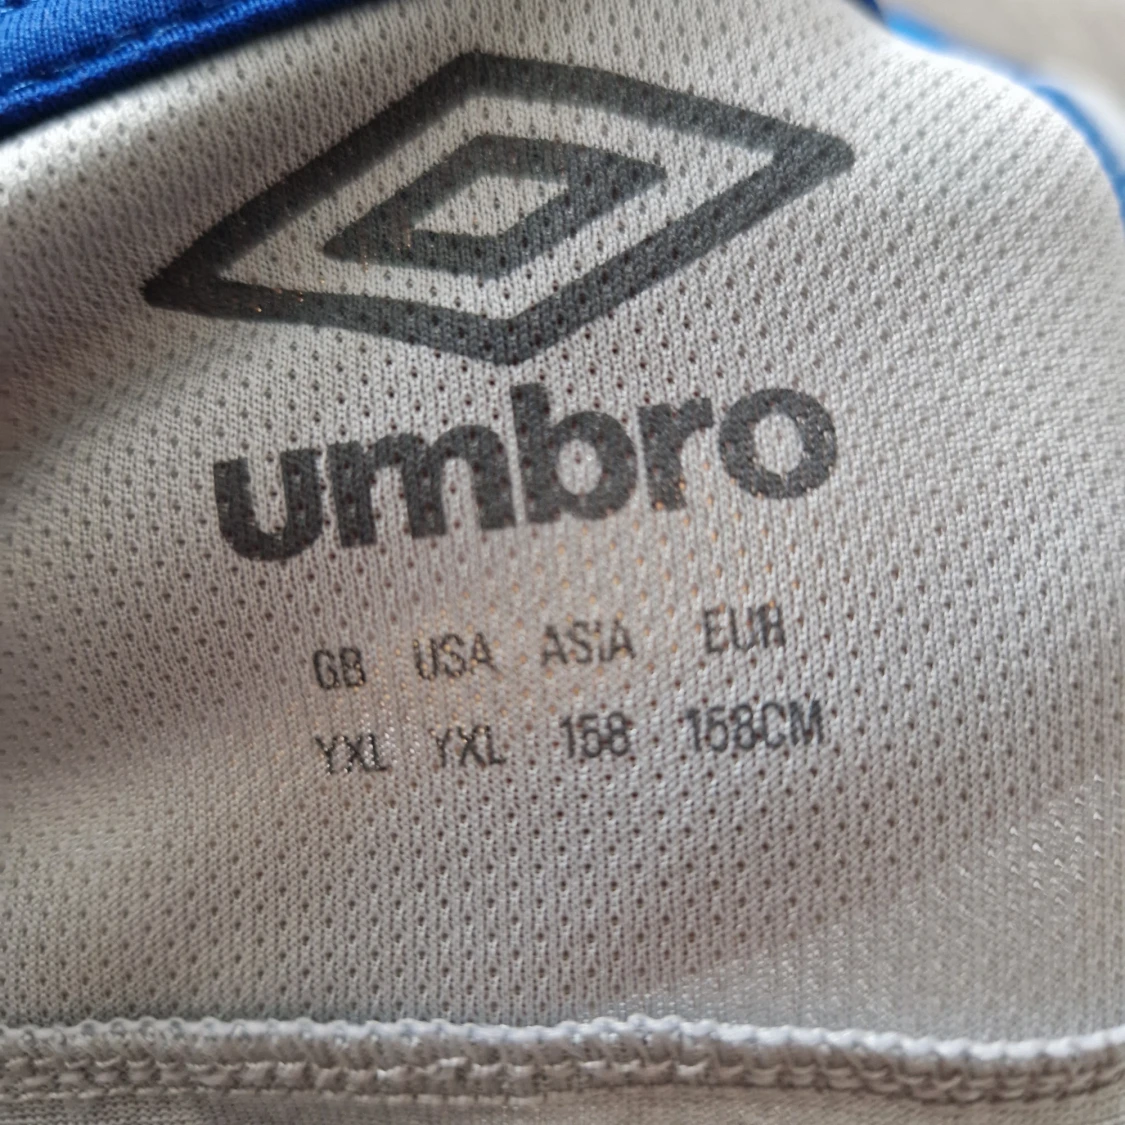 umbro
GB USA ASIA EUR
YXL YXL 158 158CM